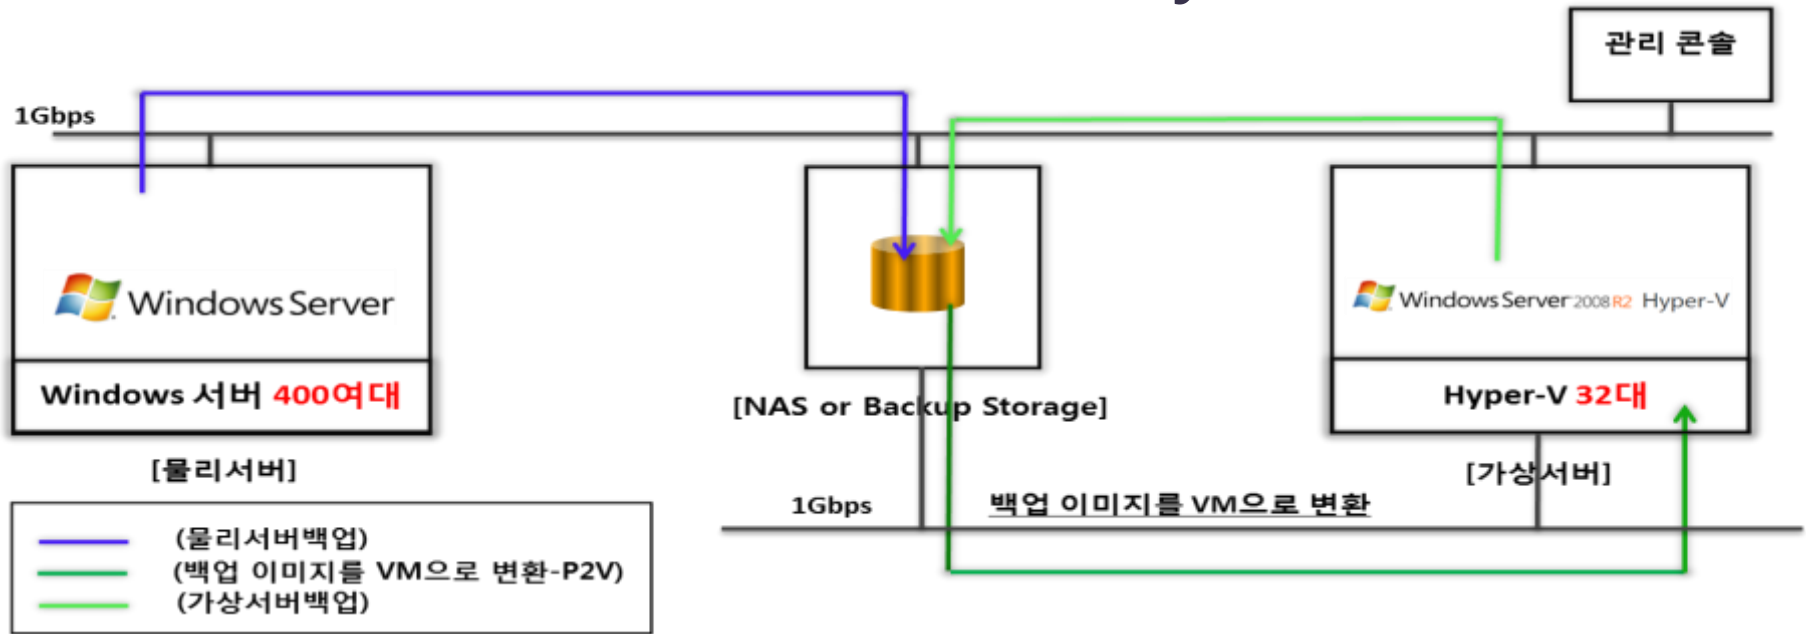 관리 콘솔
1Gbps
Windows Server
Windows Server 2008 R2 Hyper-V
Windows 서버 400여대
[NAS or Backup Storage]
Hyper-V 32대
[물리서버]
[가상서버]
1Gbps
백업 이미지를 VM으로 변환
(물리서버백업)
(백업 이미지를 VM으로 변환-P2V)
(가상서버백업)